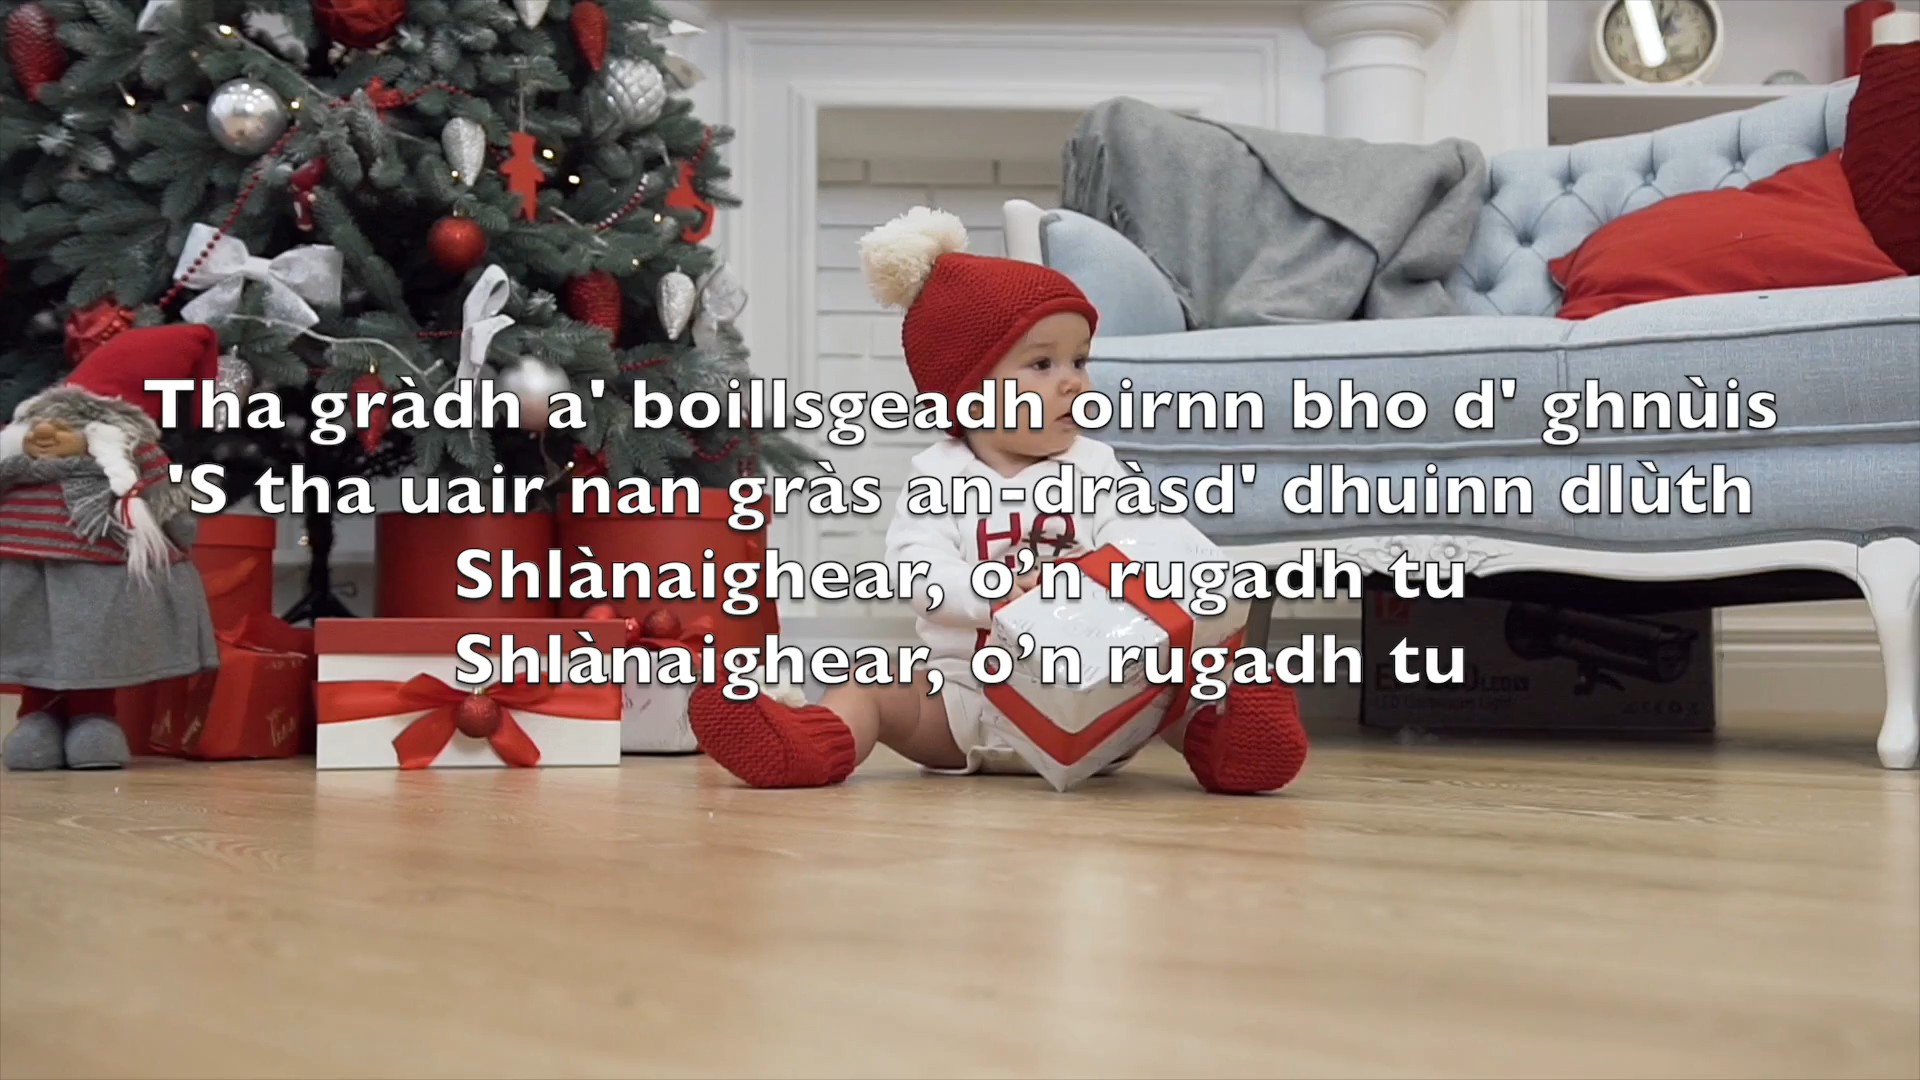 Tha gràdh a' boillsgeadh oirnn bho d' ghnùis
'S tha uair nan gràs an-dràsd' dhuinn dlùth
Shlànaighear, o’n rugadh tu
Shlànaighear, o’n rugadh tu